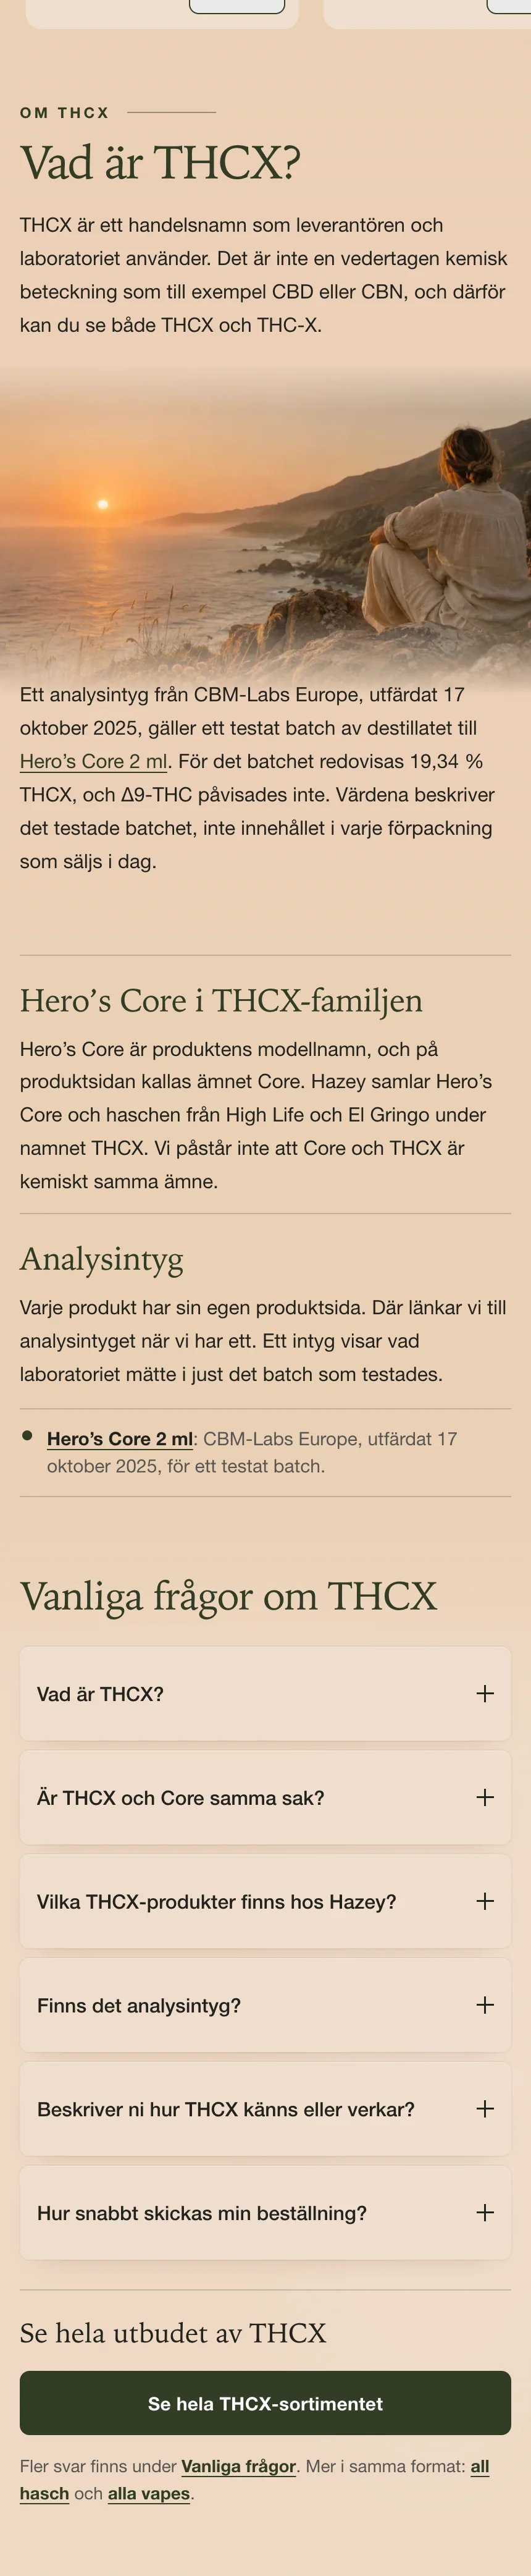 OM THCX
Vad är THCX?
THCX är ett handelsnamn som leverantören och
laboratoriet använder. Det är inte en vedertagen kemisk
beteckning som till exempel CBD eller CBN, och därför
kan du se både THCX och THC-X.
Ett analysintyg från CBM-Labs Europe, utfärdat 17
oktober 2025, gäller ett testat batch av destillatet till
Hero’s Core 2 ml. För det batchet redovisas 19,34 %
THCX, och Δ9-THC påvisades inte. Värdena beskriver
det testade batchet, inte innehållet i varje förpackning
som säljs i dag.
Hero’s Core i THCX-familjen
Hero’s Core är produktens modellnamn, och på
produktsidan kallas ämnet Core. Hazey samlar Hero’s
Core och haschen från High Life och El Gringo under
namnet THCX. Vi påstår inte att Core och THCX är
kemiskt samma ämne.
Analysintyg
Varje produkt har sin egen produktsida. Där länkar vi till
analysintyget när vi har ett. Ett intyg visar vad
laboratoriet mätte i just det batch som testades.
Hero’s Core 2 ml: CBM-Labs Europe, utfärdat 17
oktober 2025, för ett testat batch.
Vanliga frågor om THCX
Vad är THCX?
Är THCX och Core samma sak?
Vilka THCX-produkter finns hos Hazey?
Finns det analysintyg?
Beskriver ni hur THCX känns eller verkar?
Hur snabbt skickas min beställning?
Se hela utbudet av THCX
Se hela THCX-sortimentet
Fler svar finns under Vanliga frågor. Mer i samma format: all
hasch och alla vapes.